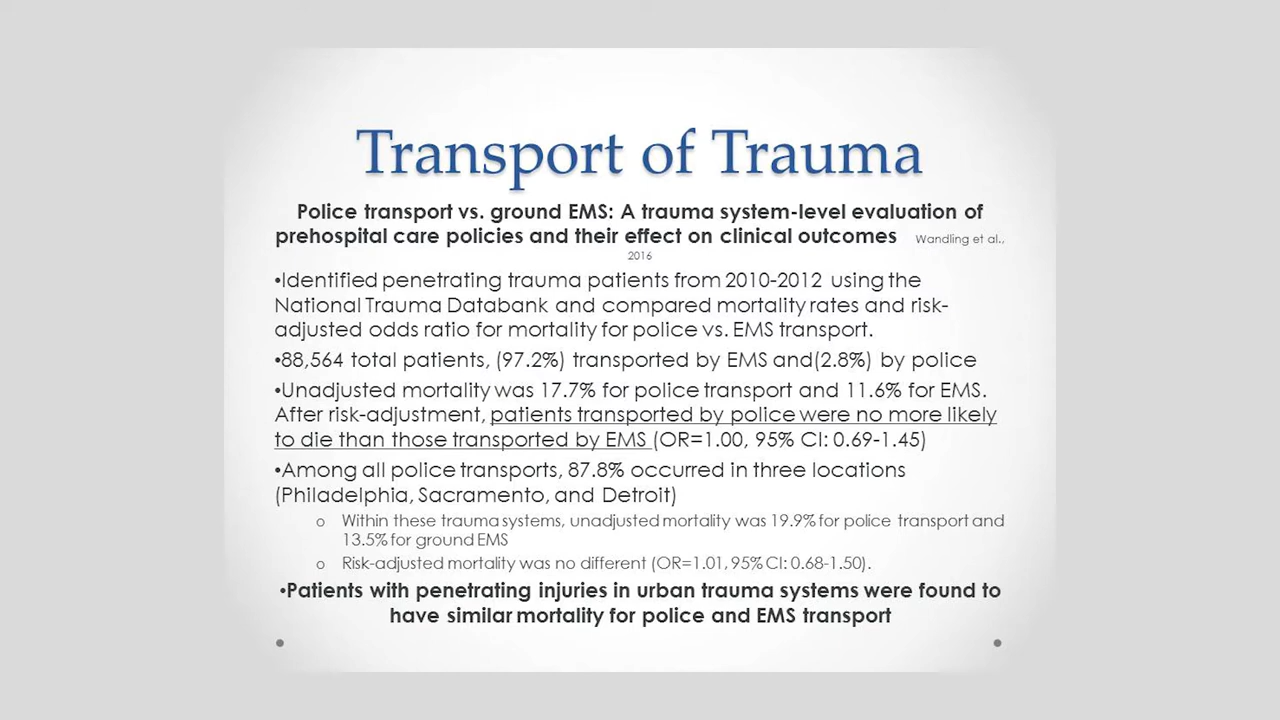 Transport of Trauma
Police transport vs. ground EMS: A trauma system-level evaluation of
prehospital care policies and their effect on clinical outcomes Wandling et al.,
2016
•Identified penetrating trauma patients from 2010-2012 using the
National Trauma Databank and compared mortality rates and risk-
adjusted odds ratio for mortality for police vs. EMS transport.
•88,564 total patients, (97.2%) transported by EMS and(2.8%) by police
•Unadjusted mortality was 17.7% for police transport and 11.6% for EMS.
After risk-adjustment, patients transported by police were no more likely
to die than those transported by EMS (OR=1.00, 95% CI: 0.69-1.45)
•Among all police transports, 87.8% occurred in three locations
(Philadelphia, Sacramento, and Detroit)
o Within these trauma systems, unadjusted mortality was 19.9% for police transport and
13.5% for ground EMS
o Risk-adjusted mortality was no different (OR=1.01, 95% CI: 0.68-1.50).
•Patients with penetrating injuries in urban trauma systems were found to
have similar mortality for police and EMS transport